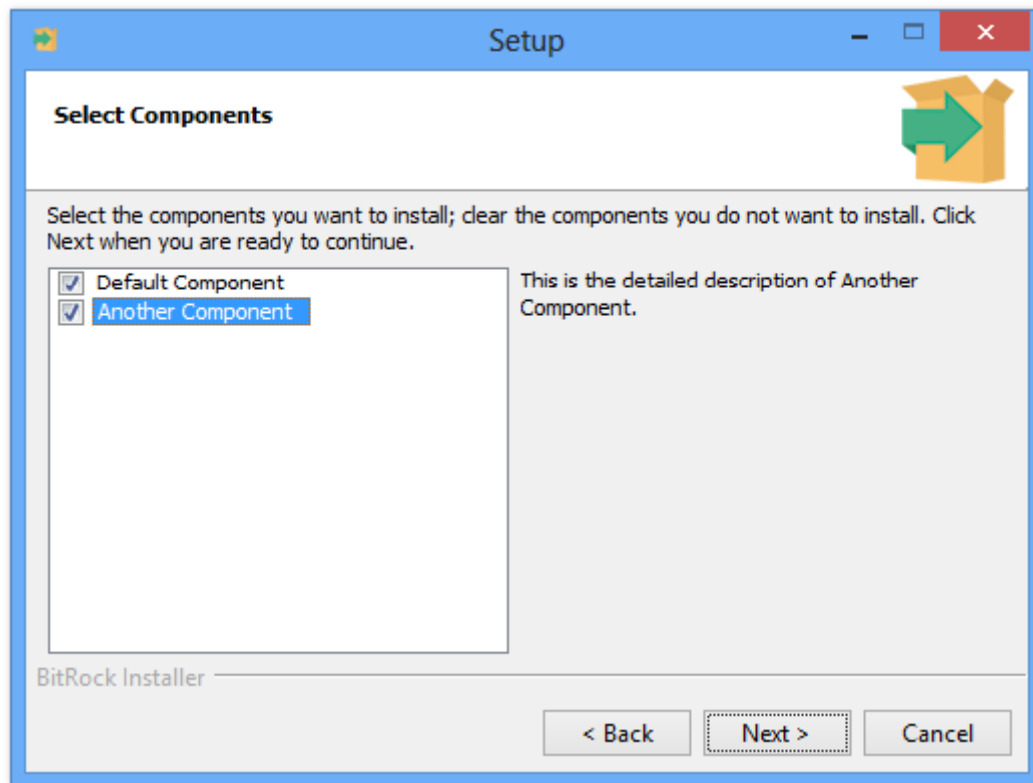 Setup
Select Components
Select the components you want to install; clear the components you do not want to install. Click
Next when you are ready to continue.
Default Component
Another Component
This is the detailed description of Another
Component.
BitRock Installer
< Back
Next >
Cancel